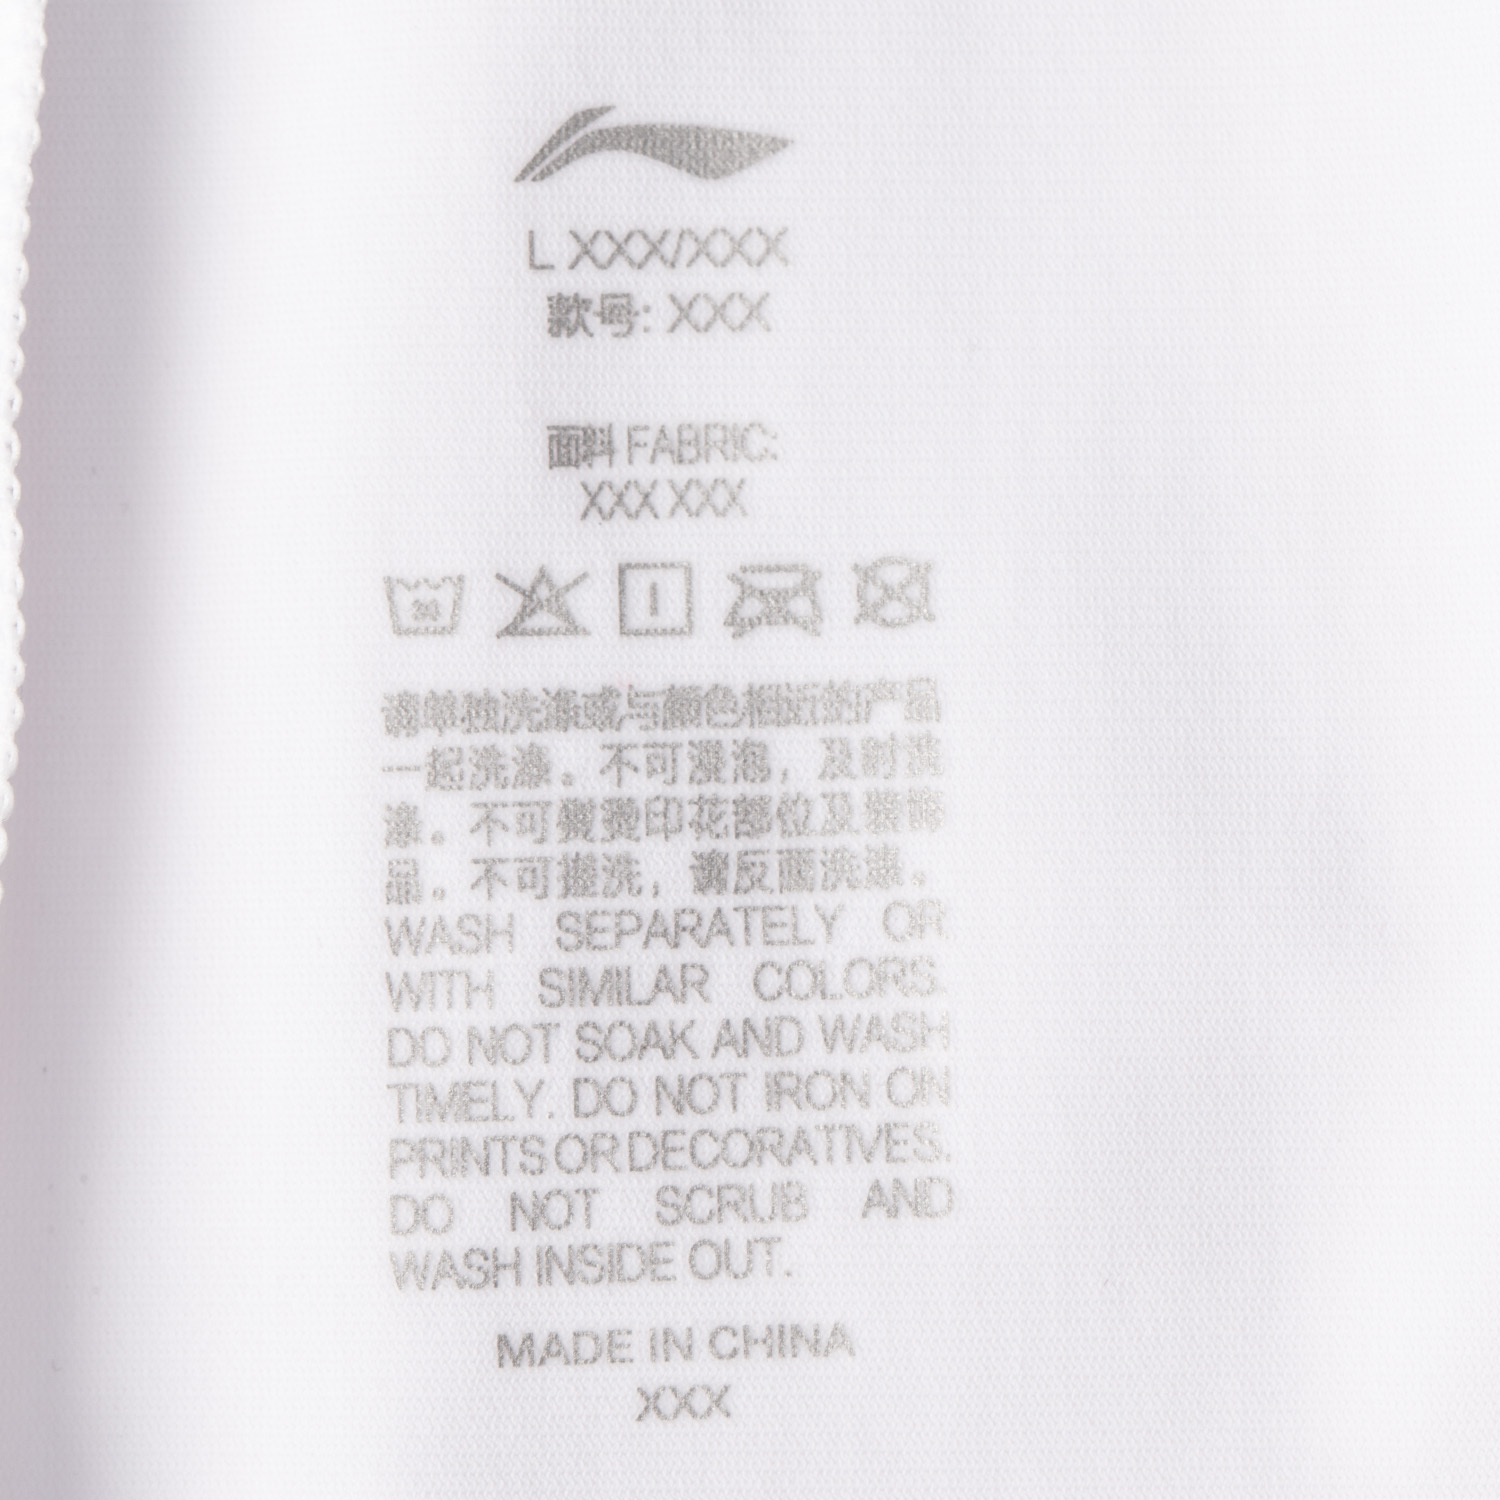 L XXX/XXX
款号: XXX
面料 FABRIC:
XXX XXX
30
请单独洗涤或与颜色相近的产品
一起洗涤。不可浸泡，及时洗
涤。不可熨烫印花部位及装饰
品。不可搓洗，请反面洗涤。
WASH SEPARATELY OR
WITH SIMILAR COLORS.
DO NOT SOAK AND WASH
TIMELY. DO NOT IRON ON
PRINTS OR DECORATIVES.
DO NOT SCRUB AND
WASH INSIDE OUT.
MADE IN CHINA
XXX